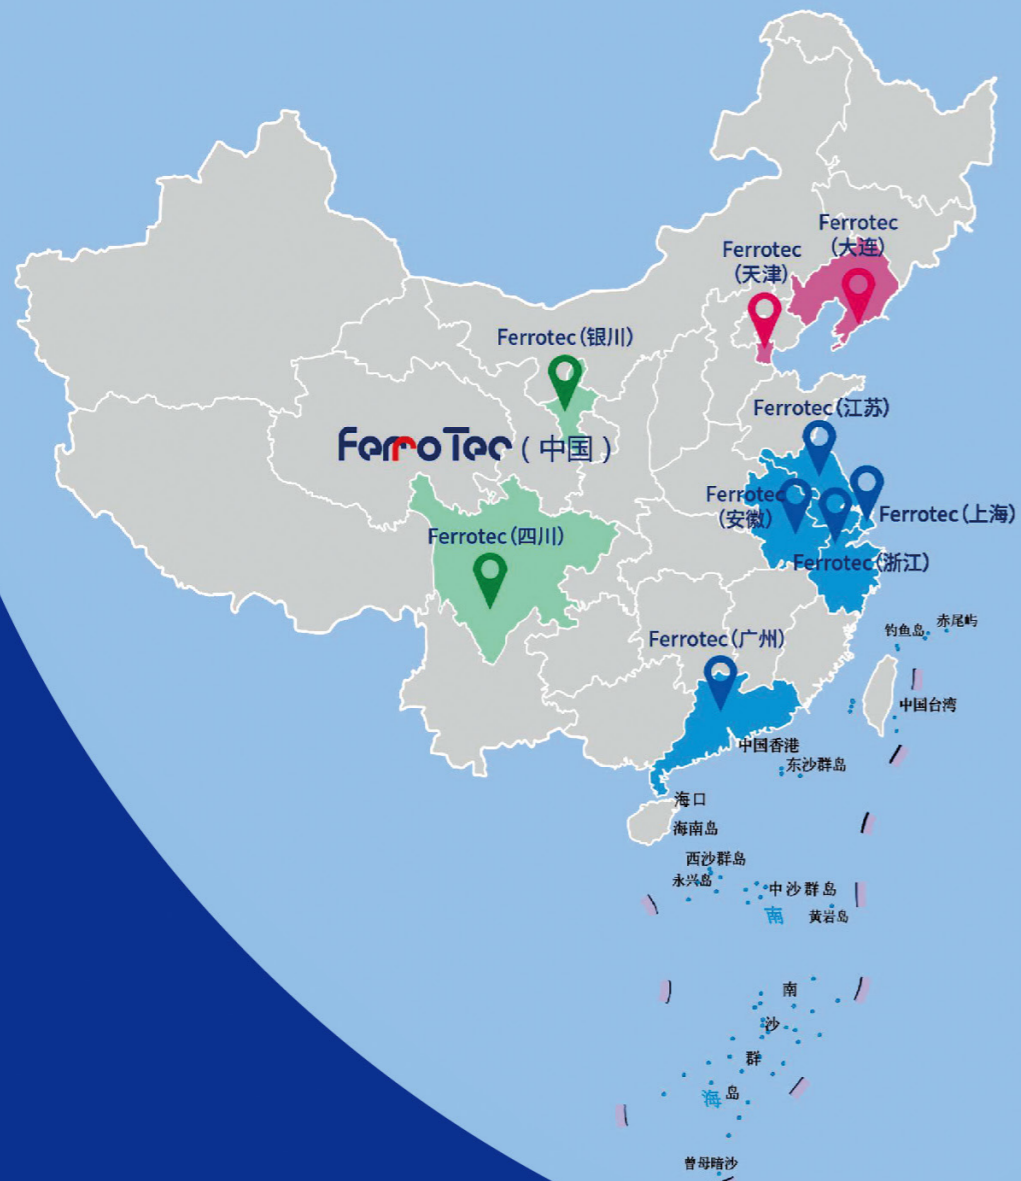 Ferrotec
(大连)
Ferrotec
(天津)
Ferrotec(银川)
Ferrotec(江苏)
FerroTec(中国)
Ferrotec
(安徽)
Ferrotec(上海)
Ferrotec(四川)
Ferrotec(浙江)
赤尾屿
钓鱼岛
Ferrotec(广州)
中国台湾
中国香港
东沙群岛
海口
海南岛
西沙群岛
永兴岛
中沙群岛
南
黄岩岛
南
沙
群
岛
海
曾母暗沙